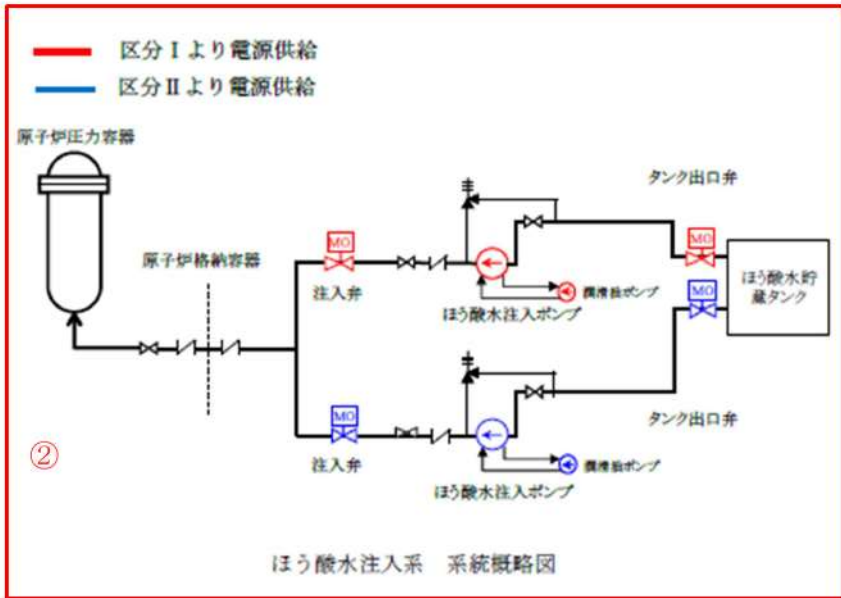 区分Ⅰより電源供給
区分Ⅱより電源供給
原子炉圧力容器
タンク出口弁
原子炉格納容器
MO
MO
注入弁
ほう酸水注入ポンプ
潤滑油ポンプ
MO
ほう酸水貯
蔵タンク
タンク出口弁
MO
②
注入弁
ほう酸水注入ポンプ
潤滑油ポンプ
ほう酸水注入系 系統概略図